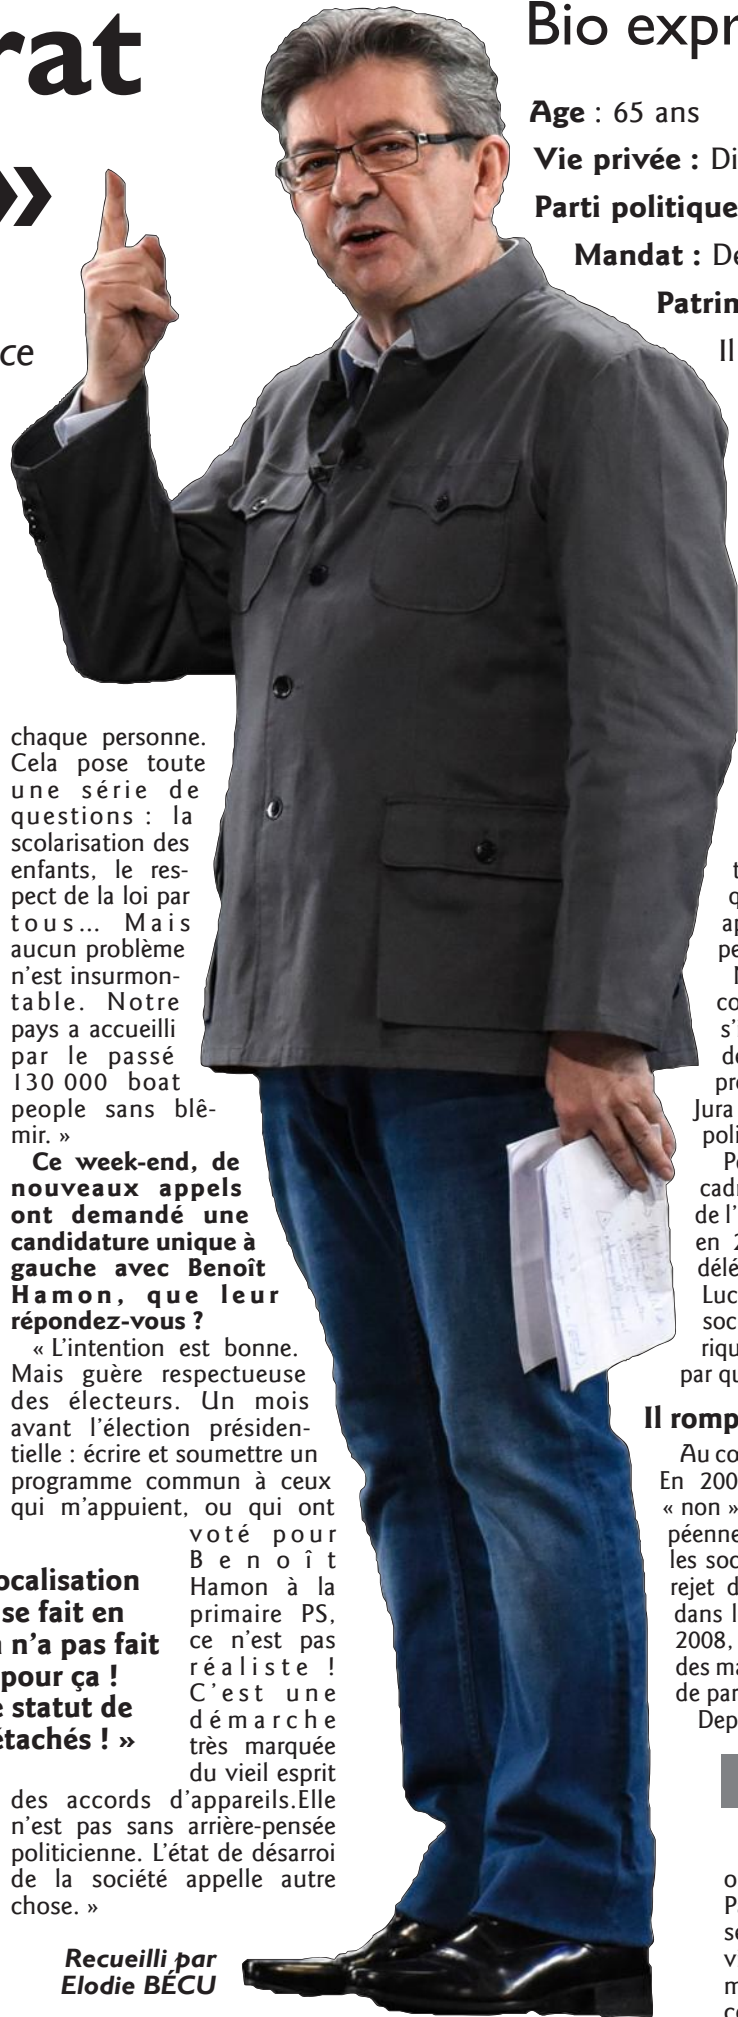 rat
»
ce
chaque personne.
Cela pose toute
une série de
questions : la
scolarisation des
enfants, le res-
pect de la loi par
tous... Mais
aucun problème
n'est insurmon-
table. Notre
pays a accueilli
par le passé
130 000 boat
people sans blê-
mir. »
Ce week-end, de
nouveaux appels
ont demandé une
candidature unique à
gauche avec Benoît
Hamon, que leur
répondez-vous ?
« L'intention est bonne.
Mais guère respectueuse
des électeurs. Un mois
avant l'élection présiden-
tielle : écrire et soumettre un
programme commun à ceux
qui m'appuient, ou qui ont
voté pour
Benoît
Hamon à la
primaire PS,
ce n'est pas
réaliste !
C'est une
démarche
très marquée
du vieil esprit
des accords d'appareils.Elle
n'est pas sans arrière-pensée
politicienne. L'état de désarroi
de la société appelle autre
chose. »
Recueilli par
Elodie BÉCU
ocalisation
se fait en
n'a pas fait
pour ça !
e statut de
étachés ! »
Bio expr
Age : 65 ans
Vie privée : Di
Parti politique
Mandat : De
Patrim
Il
t
q
ap
pe
N
co
s'
de
pro
Jura
poli
Po
cadr
de l'
en 2
délé
Luc
soc
riqu
par qu
Il romp
Au co
En 200
« non »
péenne
les soc
rejet d
dans l
2008,
des ma
de par
Dep
o
Pa
se
v
m
co